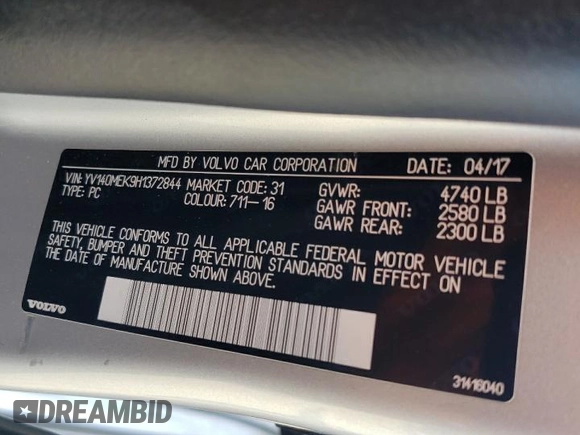 MFD BY VOLVO CAR CORPORATION DATE: 04/17
VIN: YV140MEK9H1372844 MARKET CODE: 31 GVWR: 4740 LB
TYPE: PC COLOUR: 711-16 GAWR FRONT: 2580 LB
GAWR REAR: 2300 LB
THIS VEHICLE CONFORMS TO ALL APPLICABLE FEDERAL MOTOR VEHICLE
SAFETY, BUMPER AND THEFT PREVENTION STANDARDS IN EFFECT ON
THE DATE OF MANUFACTURE SHOWN ABOVE.
VOLVO
31416040
DREAMBID